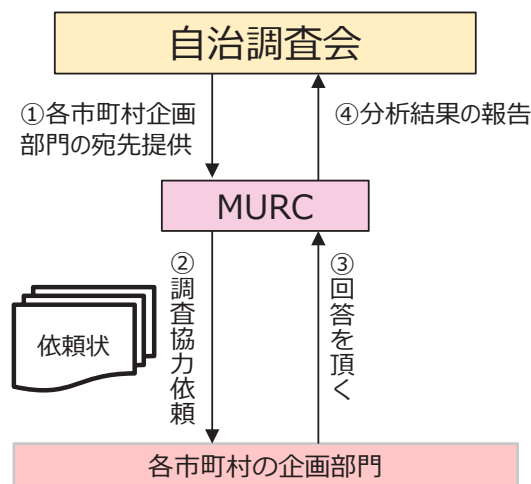 自治調査会
①各市町村企画
部門の宛先提供
④分析結果の報告
MURC
②調査協力依頼
③回答を頂く
依頼状
各市町村の企画部門